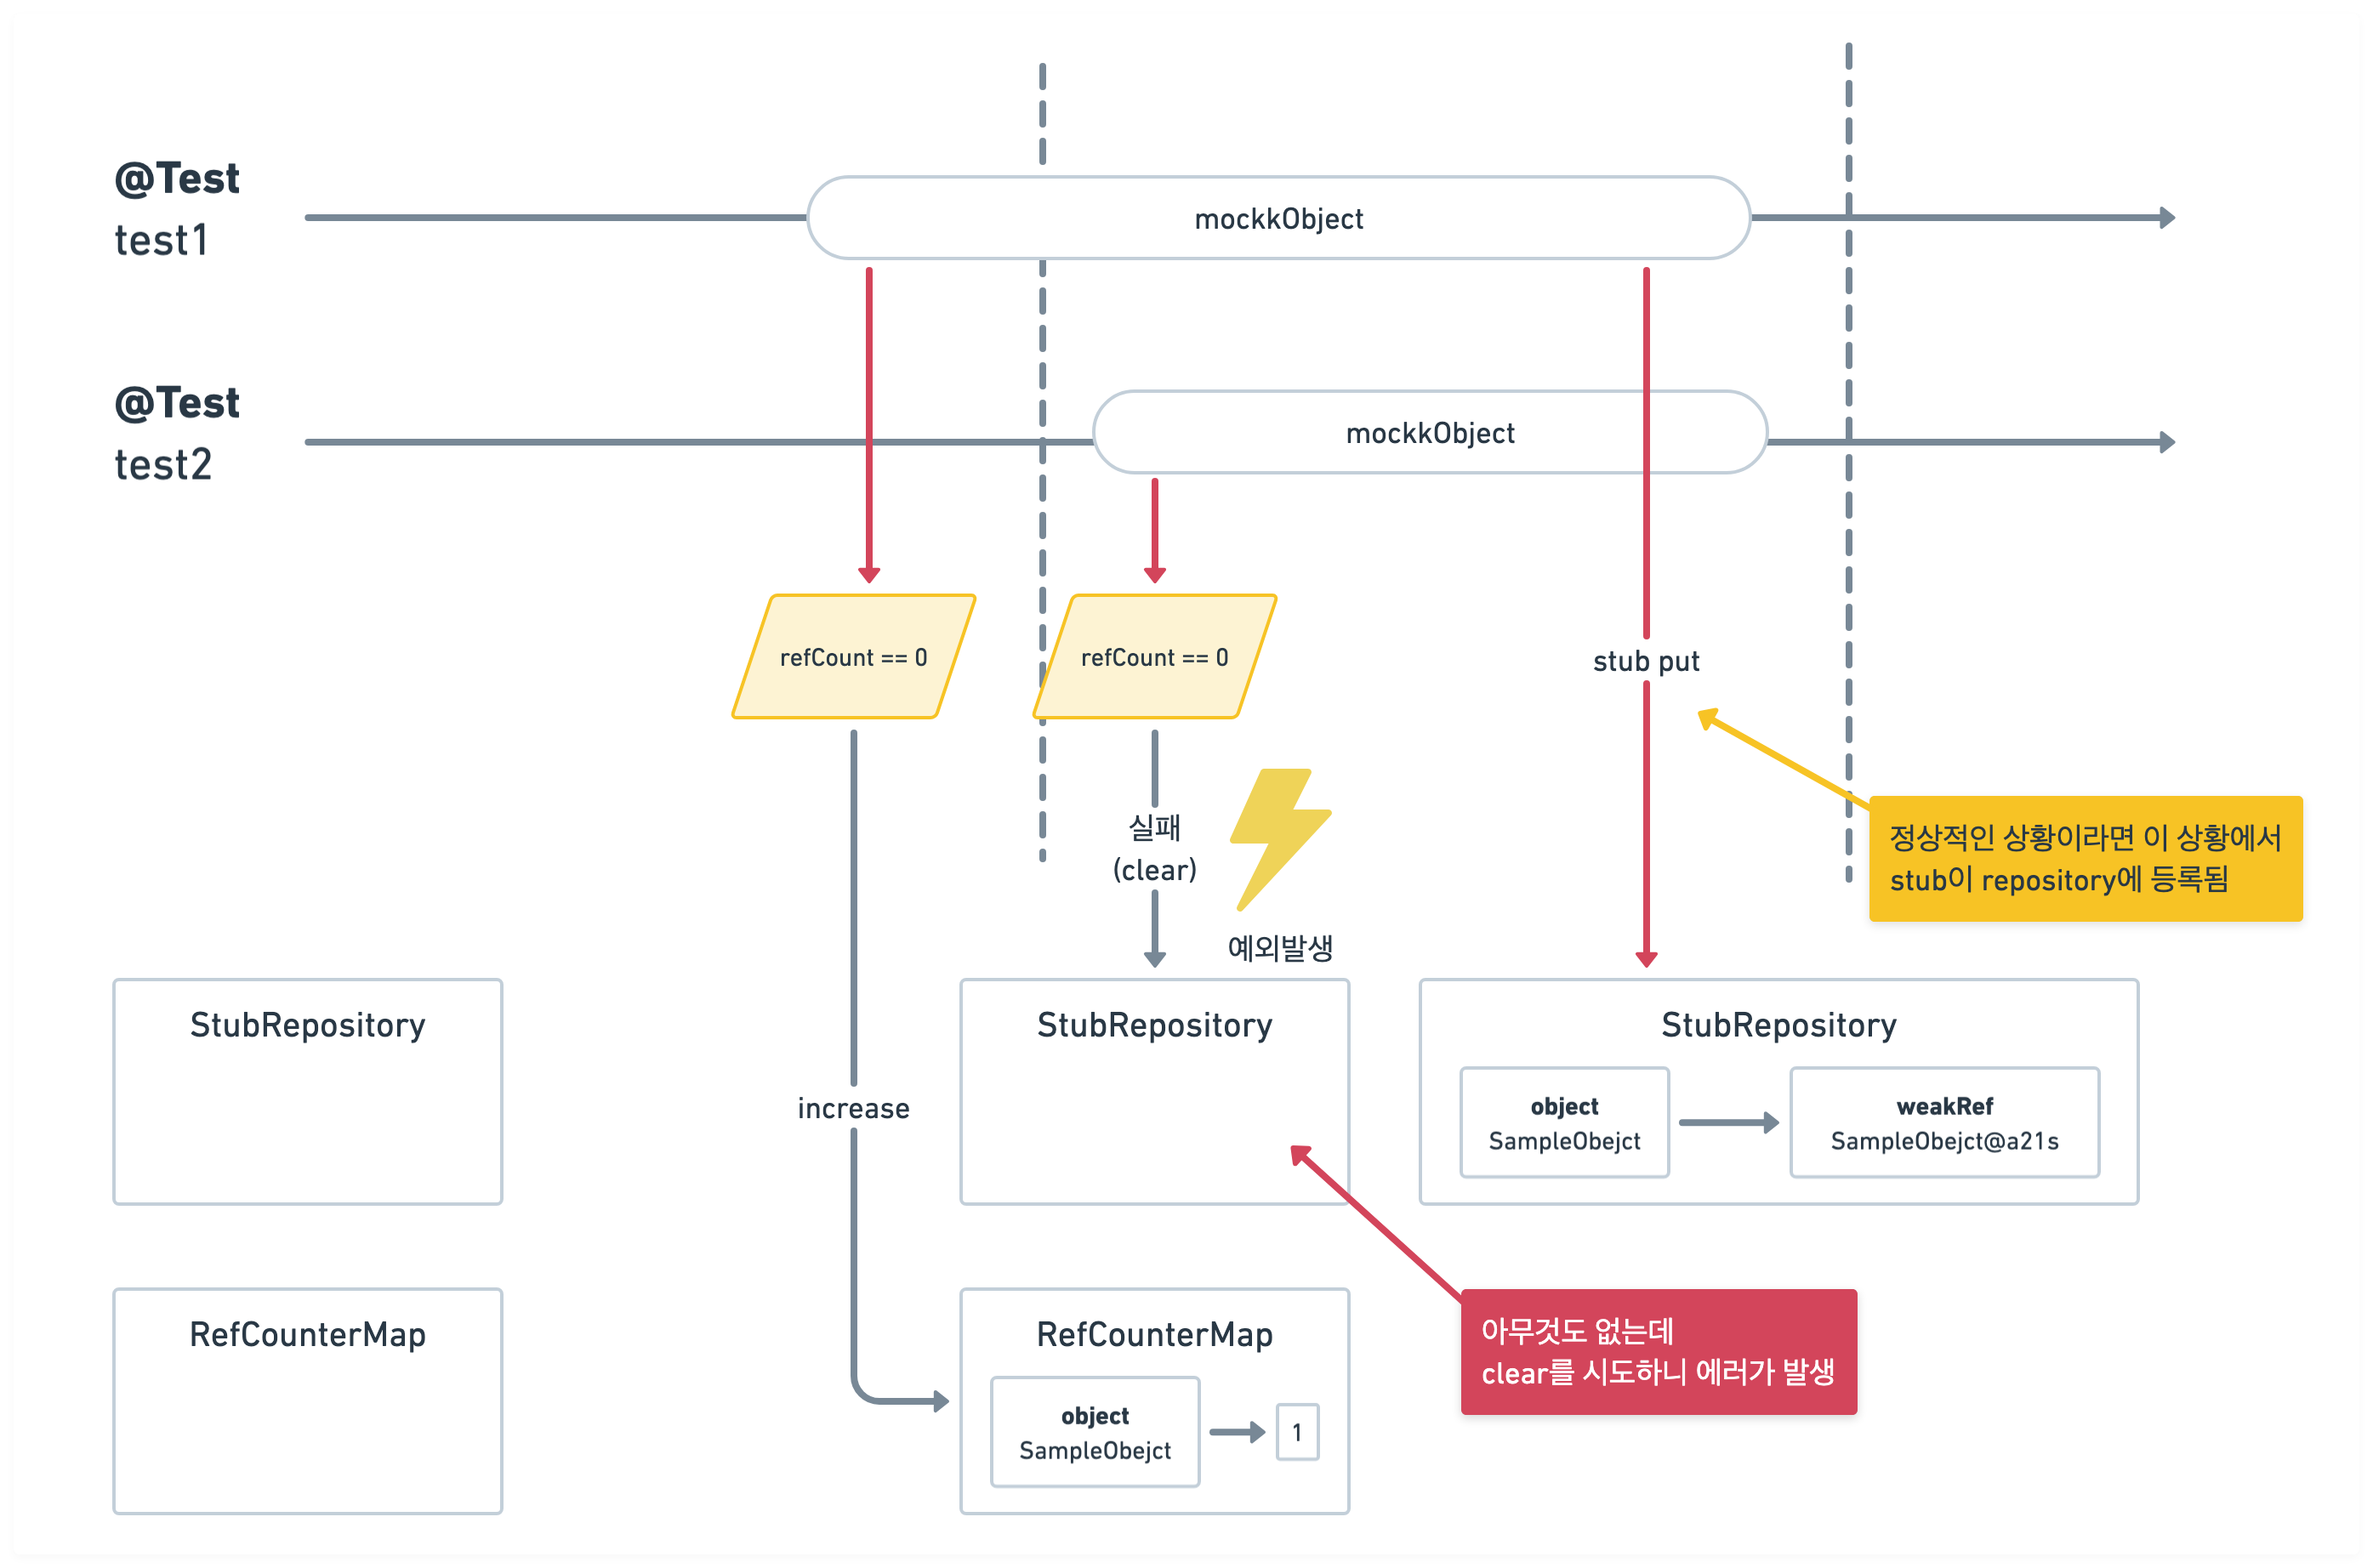 @Test
test1
mockkObject
@Test
test2
mockkObject
refCount == 0
refCount == 0
stub put
실패
(clear)
예외발생
정상적인 상황이라면 이 상황에서
stub이 repository에 등록됨
increase
StubRepository
StubRepository
StubRepository
object
SampleObejct
weakRef
SampleObejct@a21s
RefCounterMap
RefCounterMap
object
SampleObejct
1
아무것도 없는데
clear를 시도하니 에러가 발생